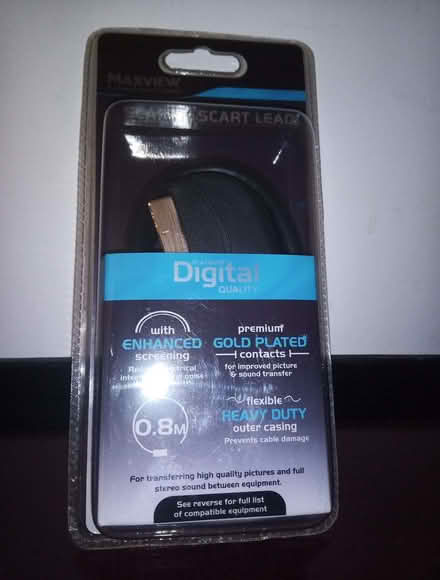 MAXVIEW
SCART LEAD
Digital
QUALITY
with
ENHANCED
screening
premium
GOLD PLATED
contacts
for improved picture
& sound transfer
0.8M
flexible
HEAVY DUTY
outer casing
Prevents cable damage
For transferring high quality pictures and full
stereo sound between equipment.
See reverse for full list
of compatible equipment